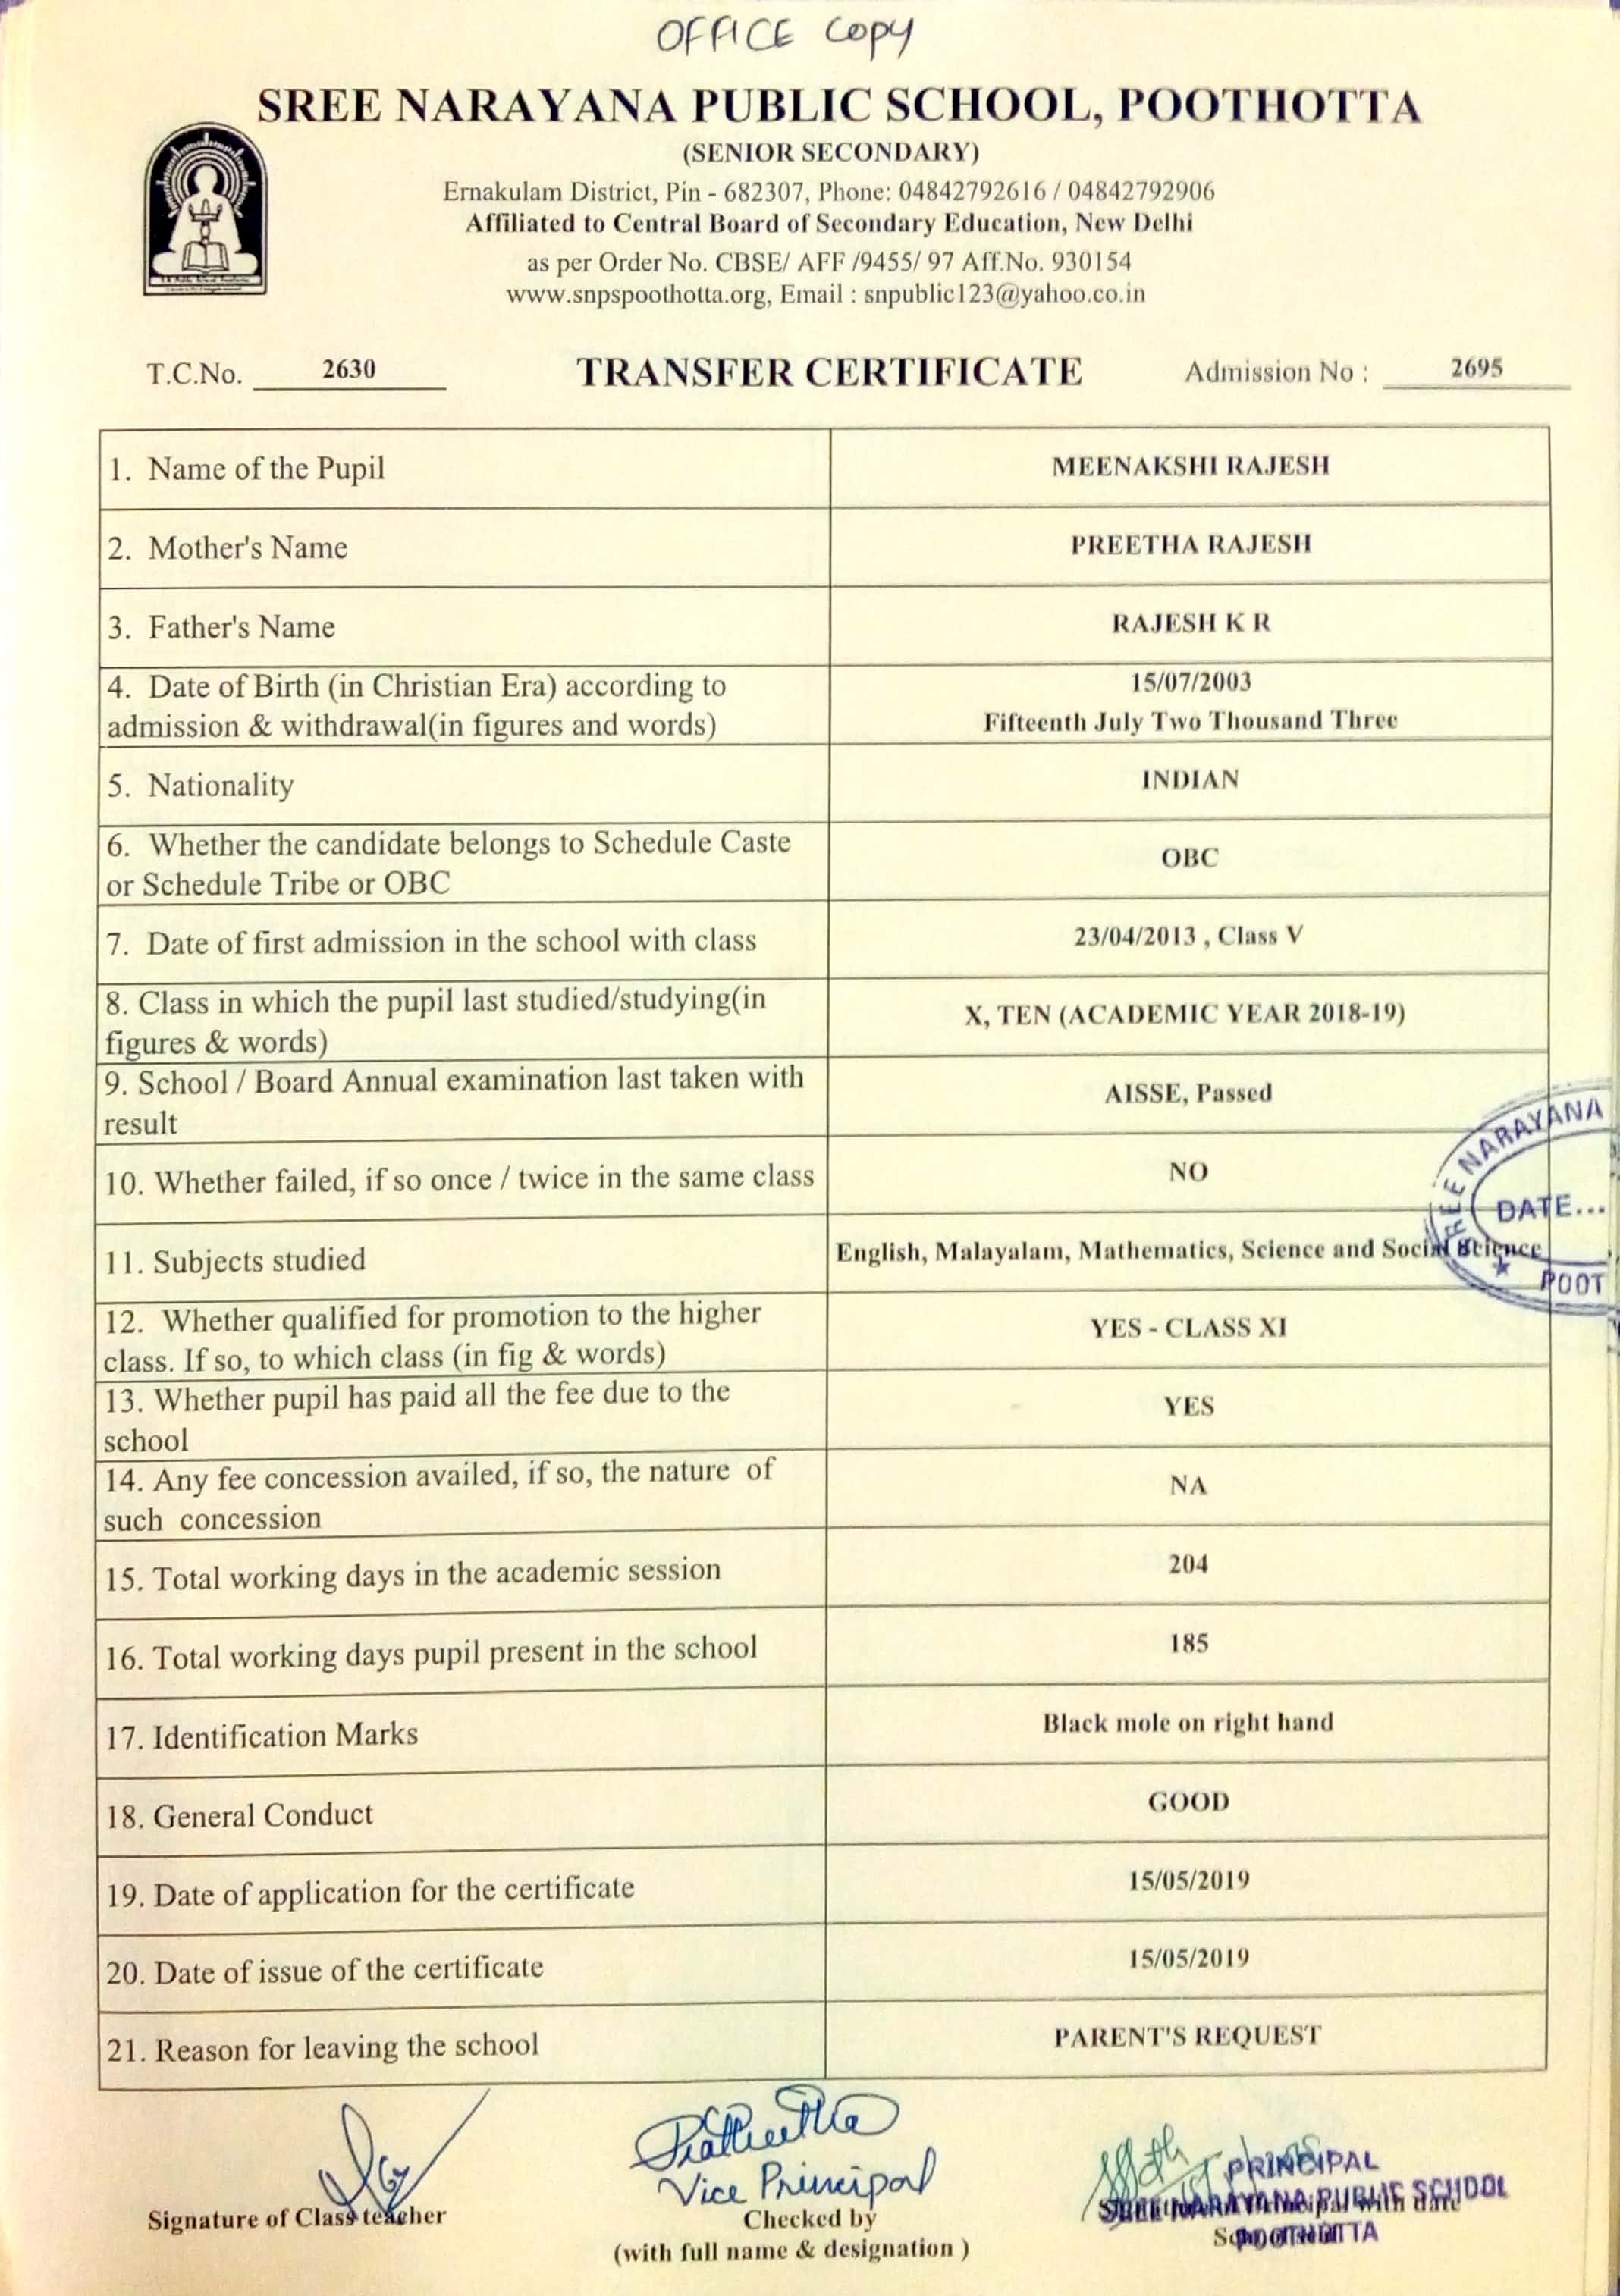 OFFICE Copy
SREE NARAYANA PUBLIC SCHOOL, POOTHOTTA
(SENIOR SECONDARY)
Ernakulam District, Pin - 682307, Phone: 04842792616 / 04842792906
Affiliated to Central Board of Secondary Education, New Delhi
as per Order No. CBSE/ AFF /9455/ 97 Aff.No. 930154
www.snpspoothotta.org, Email : snpublic123@yahoo.co.in
T.C.No. 2630 TRANSFER CERTIFICATE Admission No : 2695
1. Name of the Pupil MEENAKSHI RAJESH
2. Mother's Name PREETHA RAJESH
3. Father's Name RAJESH K R
4. Date of Birth (in Christian Era) according to 15/07/2003
admission & withdrawal(in figures and words) Fifteenth July Two Thousand Three
5. Nationality INDIAN
6. Whether the candidate belongs to Schedule Caste
or Schedule Tribe or OBC OBC
7. Date of first admission in the school with class 23/04/2013 , Class V
8. Class in which the pupil last studied/studying(in
figures & words) X, TEN (ACADEMIC YEAR 2018-19)
9. School / Board Annual examination last taken with
result AISSE, Passed
10. Whether failed, if so once / twice in the same class NO
11. Subjects studied English, Malayalam, Mathematics, Science and Social Science
REE NARAYANA
DATE...
POOT
12. Whether qualified for promotion to the higher
class. If so, to which class (in fig & words) YES - CLASS XI
13. Whether pupil has paid all the fee due to the
school YES
14. Any fee concession availed, if so, the nature of
such concession NA
15. Total working days in the academic session 204
16. Total working days pupil present in the school 185
17. Identification Marks Black mole on right hand
18. General Conduct GOOD
19. Date of application for the certificate 15/05/2019
20. Date of issue of the certificate 15/05/2019
21. Reason for leaving the school PARENT'S REQUEST
Vice Principal
PRINCIPAL
SREE NARAYANA PUBLIC SCHOOL
POOTHOTTA
Signature of Class teacher Checked by with date
(with full name & designation )